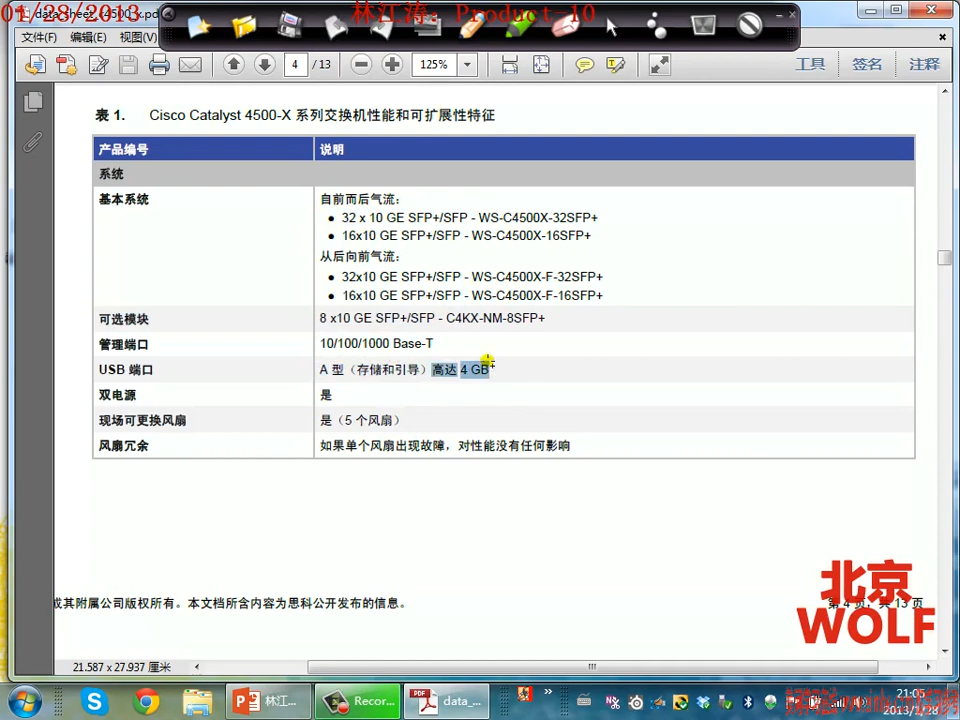 01/28/2013
林江涛: Product-10
文件(F) 编辑(E) 视图(V)
4 /13 125% 工具 签名 注释
表 1. Cisco Catalyst 4500-X 系列交换机性能和可扩展性特征
产品编号 说明
系统
基本系统 自前而后气流:
● 32 x 10 GE SFP+/SFP - WS-C4500X-32SFP+
● 16x10 GE SFP+/SFP - WS-C4500X-16SFP+
从后向前气流:
● 32x10 GE SFP+/SFP - WS-C4500X-F-32SFP+
● 16x10 GE SFP+/SFP - WS-C4500X-F-16SFP+
可选模块 8 x10 GE SFP+/SFP - C4KX-NM-8SFP+
管理端口 10/100/1000 Base-T
USB 端口 A 型（存储和引导）高达 4 GB
双电源 是
现场可更换风扇 是（5 个风扇）
风扇冗余 如果单个风扇出现故障，对性能没有任何影响
或其附属公司版权所有。本文档所含内容为思科公开发布的信息。
第 4 页，共 13 页
北京
WOLF
21.587 x 27.937 厘米
林江... Recor... PDF data_...
21:05
2013/1/28